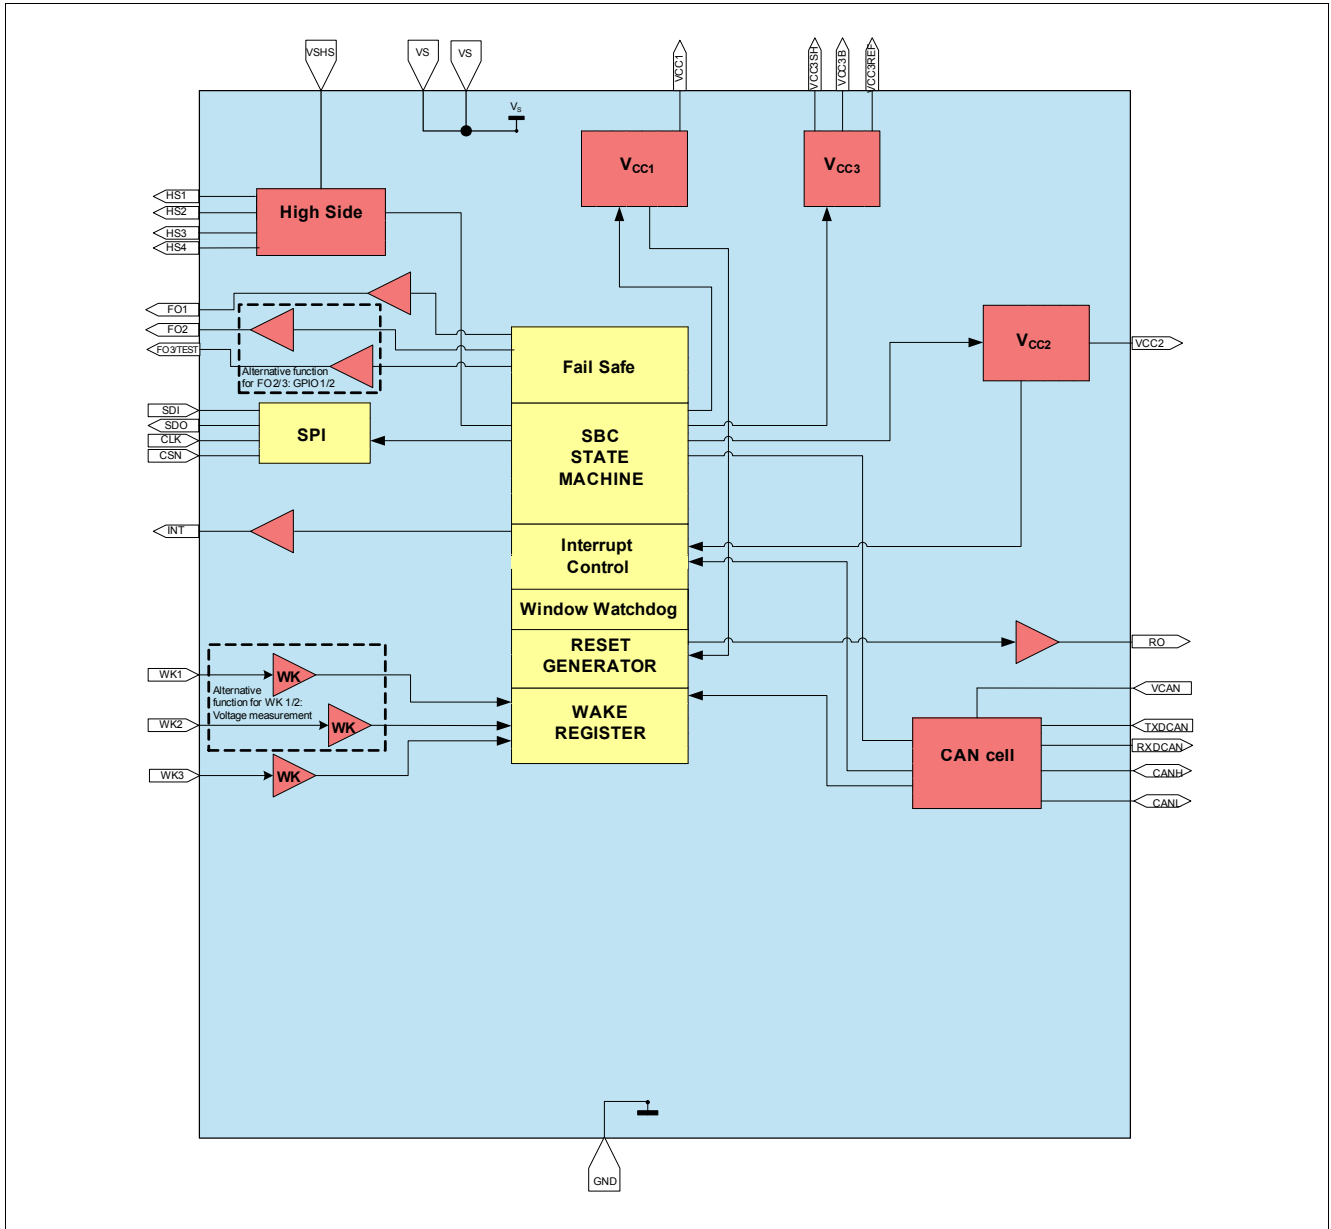 VSHS
VS
VS
VCC1
VCC3SH
VCC3B
VCC3REF
VS
VCC1
VCC3
HS1
HS2
HS3
HS4
High Side
FO1
FO2
FO3/TEST
Alternative function
for FO2/3: GPIO1/2
Fail Safe
VCC2
VCC2
SDI
SDO
CLK
CSN
SPI
SBC
STATE
MACHINE
INT
Interrupt
Control
Window Watchdog
RESET
GENERATOR
RO
WK1
WK
Alternative
function for WK 1/2:
Voltage measurement
WK2
WK
WK3
WK
WAKE
REGISTER
VCAN
TXDCAN
RXDCAN
CANH
CANL
CAN cell
GND